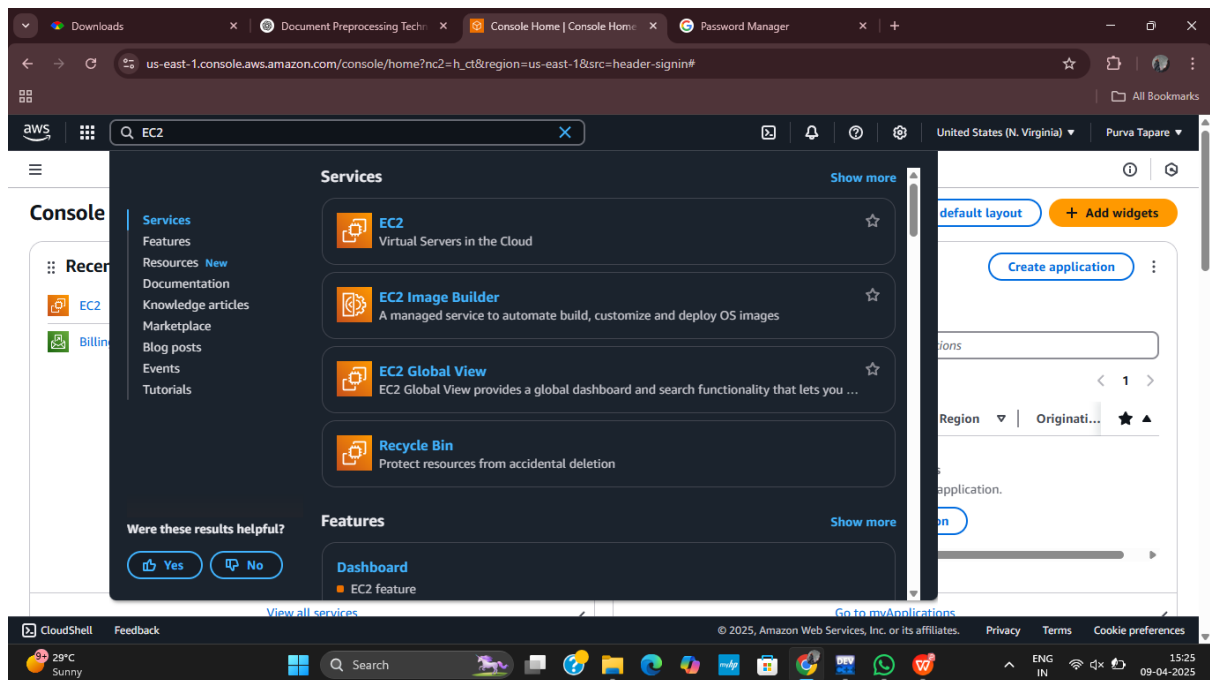 Downloads
Document Preprocessing Techn
Console Home | Console Home
Password Manager
us-east-1.console.aws.amazon.com/console/home?nc2=h_ct&region=us-east-1&src=header-signin#
All Bookmarks
aws
EC2
United States (N. Virginia)
Purva Tapare
Console
default layout
+ Add widgets
Recen
EC2
Billin
Create application
ions
1
Region
Originati...
s
application.
on
Services
Features
Resources New
Documentation
Knowledge articles
Marketplace
Blog posts
Events
Tutorials
Were these results helpful?
Yes
No
Services
Show more
EC2
Virtual Servers in the Cloud
EC2 Image Builder
A managed service to automate build, customize and deploy OS images
EC2 Global View
EC2 Global View provides a global dashboard and search functionality that lets you ...
Recycle Bin
Protect resources from accidental deletion
Features
Show more
Dashboard
EC2 feature
View all services
Go to myApplications
CloudShell
Feedback
© 2025, Amazon Web Services, Inc. or its affiliates.
Privacy
Terms
Cookie preferences
9+
29°C
Sunny
Search
DEV
ENG
IN
15:25
09-04-2025